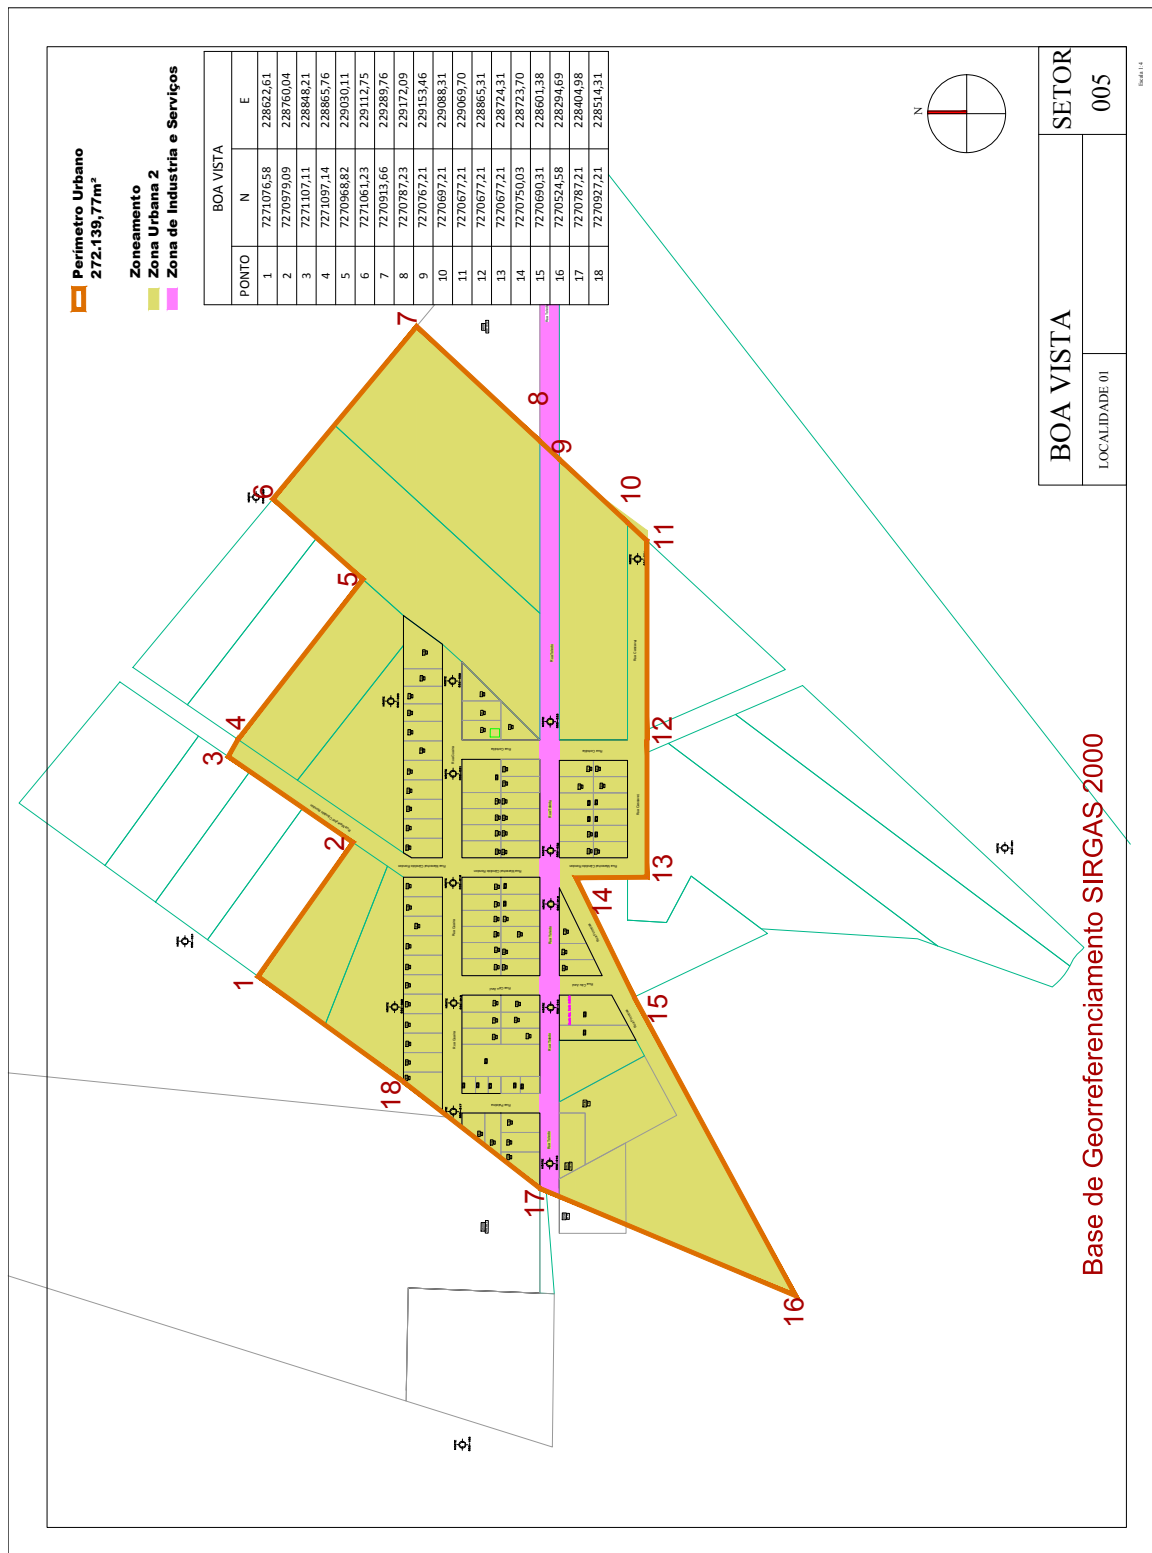 Perímetro Urbano
272.139,77m²
Zoneamento
Zona Urbana 2
Zona de Industria e Serviços
BOA VISTA
PONTO N E
1 7271076,58 228622,61
2 7270979,09 228760,04
3 7271107,11 228848,21
4 7271097,14 228865,76
5 7270968,82 229030,11
6 7271061,23 229112,75
7 7270913,66 229289,76
8 7270787,23 229172,09
9 7270767,21 229153,46
10 7270697,21 229088,31
11 7270677,21 229069,70
12 7270677,21 228865,31
13 7270677,21 228724,31
14 7270750,03 228723,70
15 7270690,31 228601,38
16 7270524,58 228294,69
17 7270787,21 228404,98
18 7270927,21 228514,31
N
1
2
3
4
5
6
7
8
9
10
11
12
13
14
15
16
17
18
Base de Georreferenciamento SIRGAS 2000
BOA VISTA
SETOR
LOCALIDADE 01
005